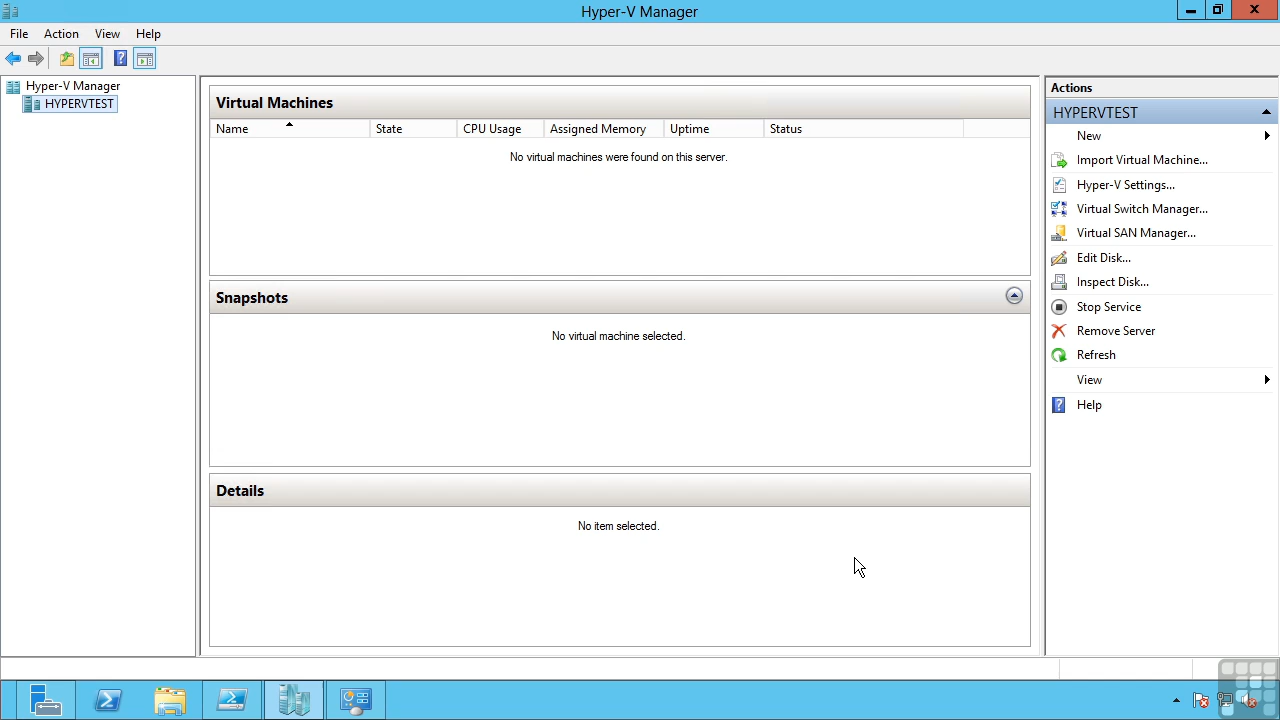 Hyper-V Manager
File Action View Help
Hyper-V Manager
HYPERVTEST
Virtual Machines
Name State CPU Usage Assigned Memory Uptime Status
No virtual machines were found on this server.
Snapshots
No virtual machine selected.
Details
No item selected.
Actions
HYPERVTEST
New
Import Virtual Machine...
Hyper-V Settings...
Virtual Switch Manager...
Virtual SAN Manager...
Edit Disk...
Inspect Disk...
Stop Service
Remove Server
Refresh
View
Help